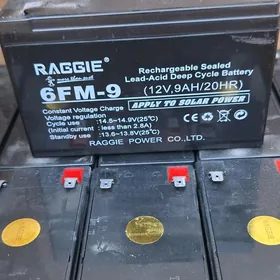 RAGGIE®
Rechargeable Sealed
Lead-Acid Deep Cycle Battery
6FM-9
(12V,9AH/20HR)
Constant Voltage Charge
APPLY TO SOLAR POWER
Voltage regulation
Cycle use : 14.5~14.9V(25℃)
(Initial current : less than 2.8A)
Standby use : 13.6~13.8V(25℃)
RAGGIE POWER CO.,LTD.